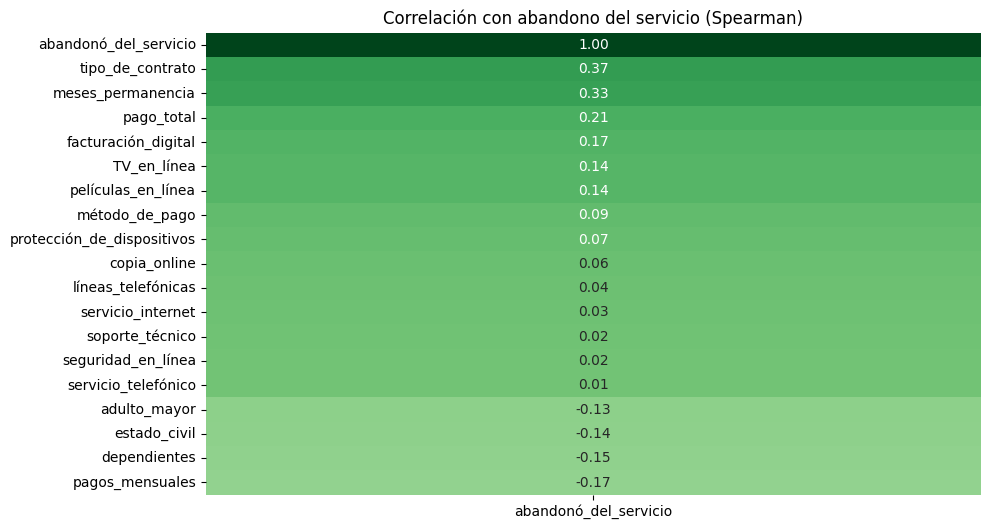 Correlación con abandono del servicio (Spearman)
abandonó_del_servicio 1.00
tipo_de_contrato 0.37
meses_permanencia 0.33
pago_total 0.21
facturación_digital 0.17
TV_en_línea 0.14
películas_en_línea 0.14
método_de_pago 0.09
protección_de_dispositivos 0.07
copia_online 0.06
líneas_telefónicas 0.04
servicio_internet 0.03
soporte_técnico 0.02
seguridad_en_línea 0.02
servicio_telefónico 0.01
adulto_mayor -0.13
estado_civil -0.14
dependientes -0.15
pagos_mensuales -0.17
abandonó_del_servicio